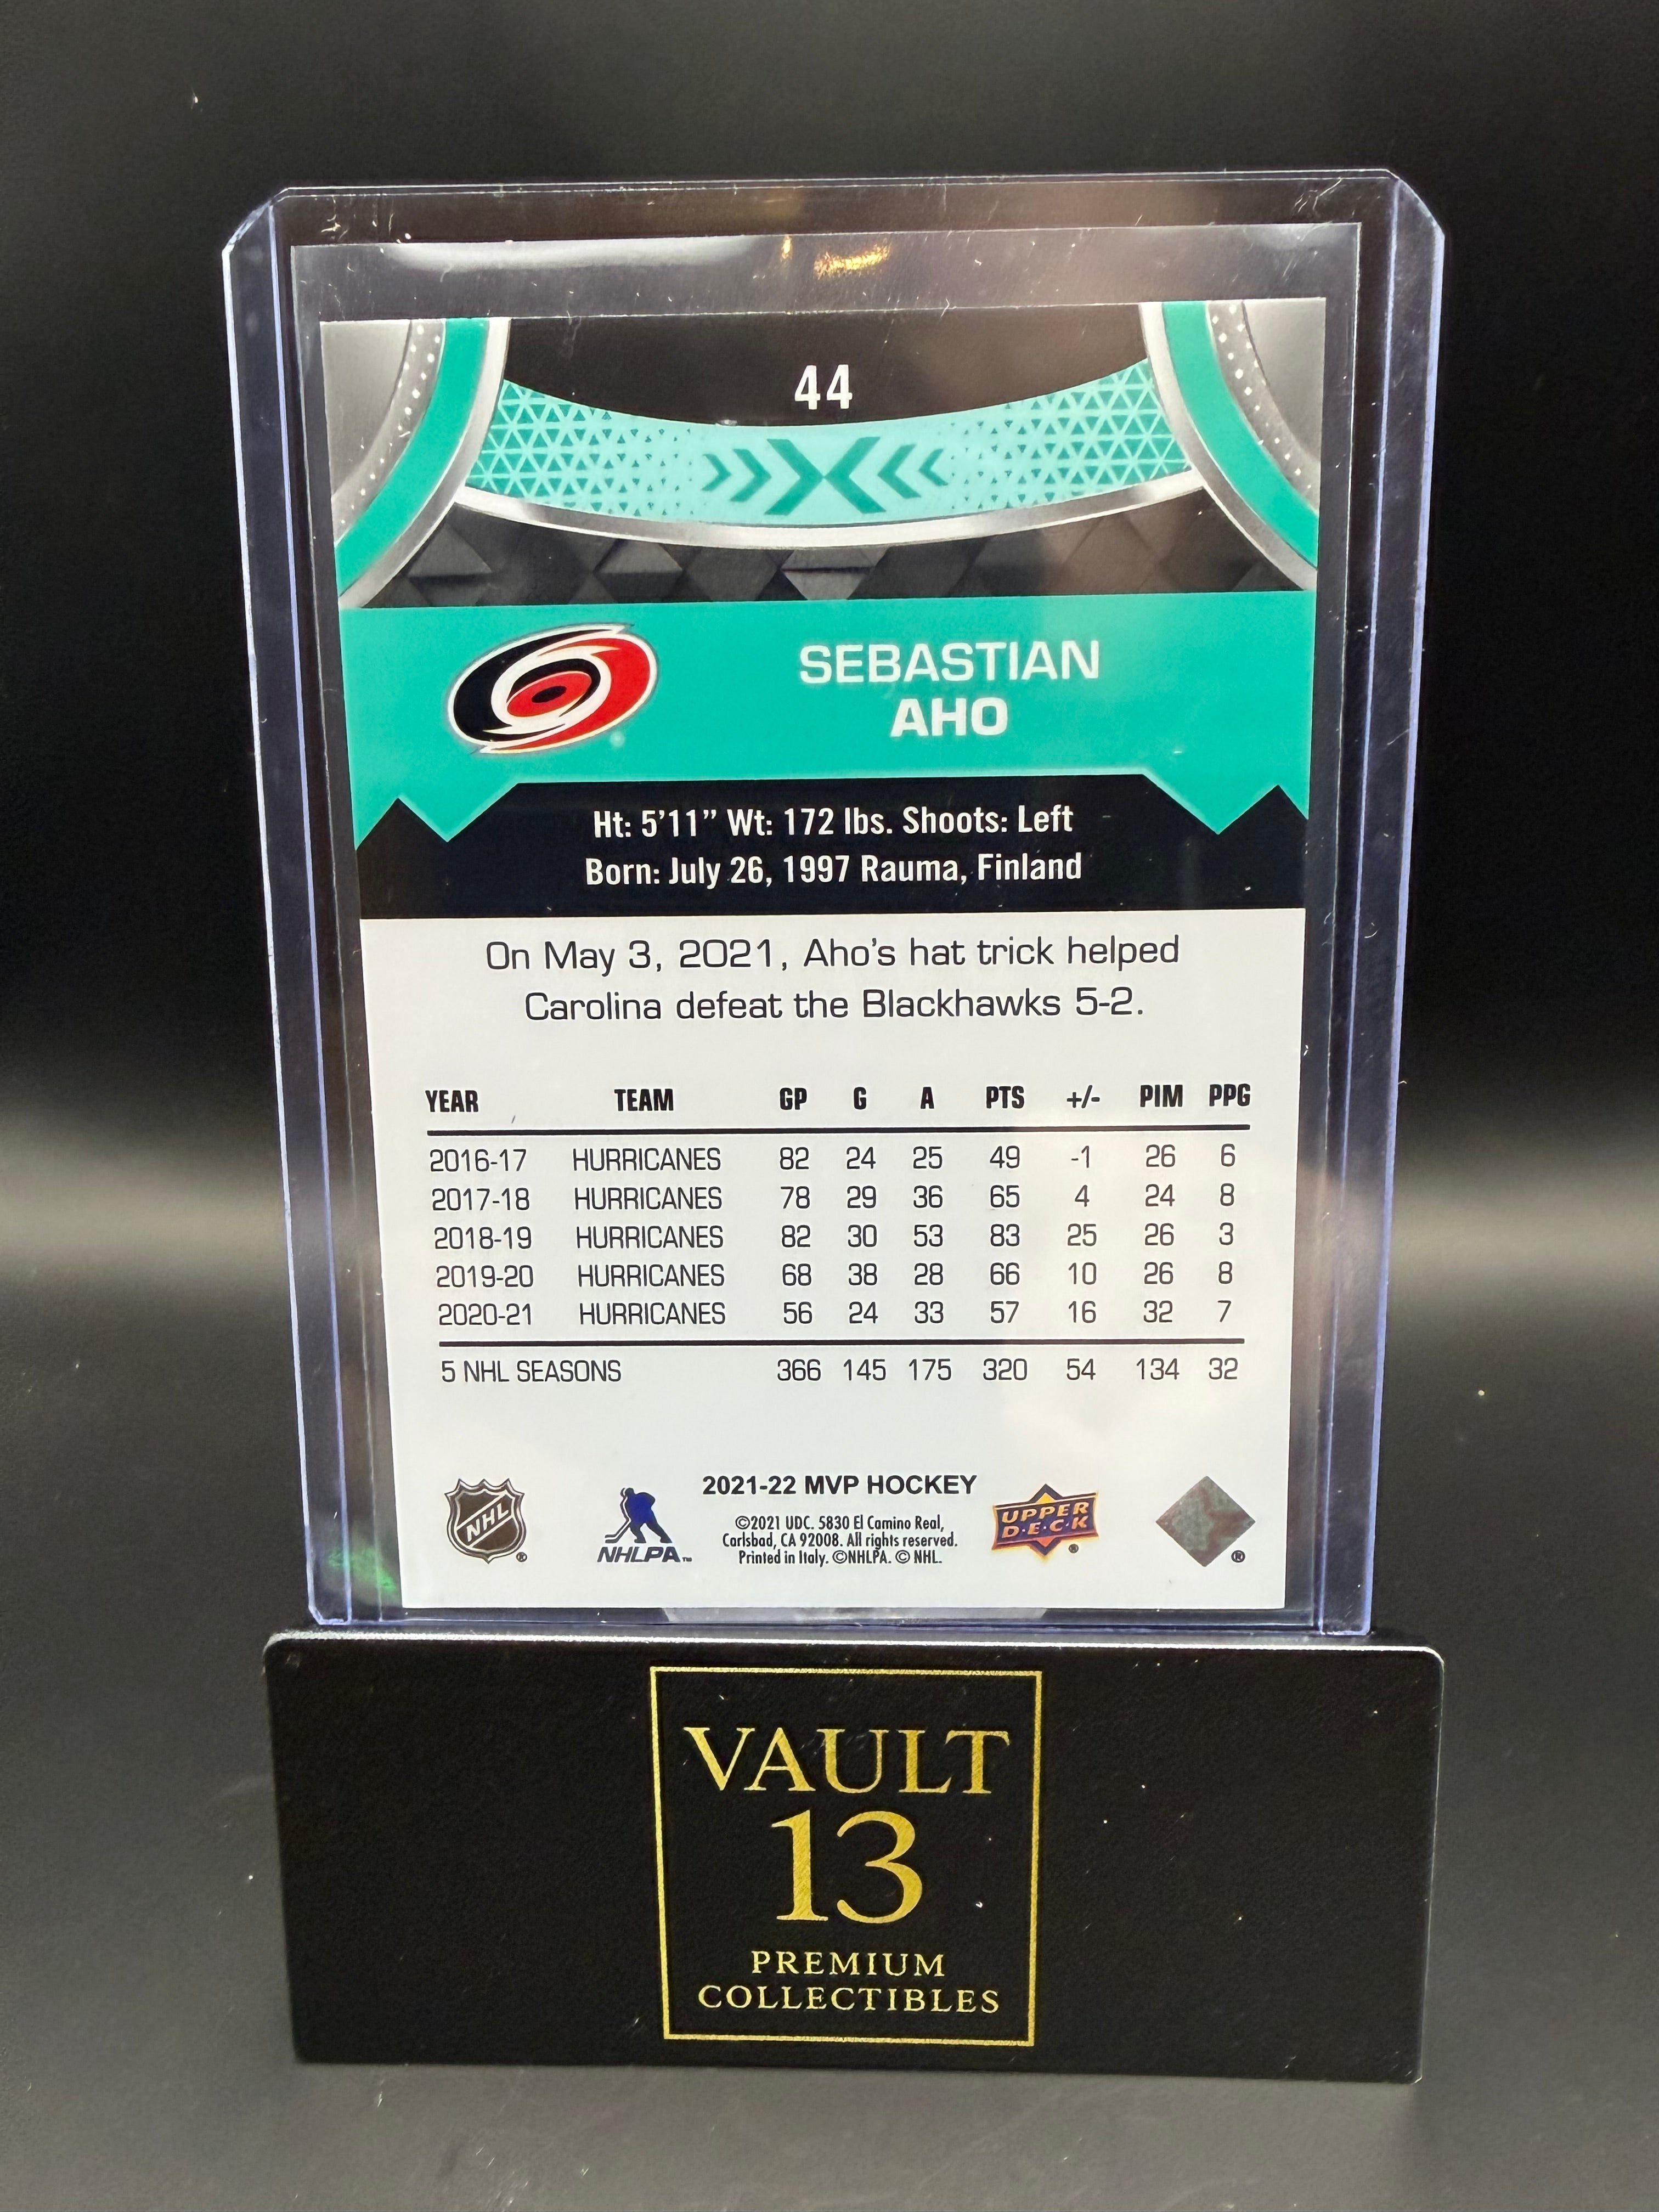 44
SEBASTIAN
AHO
Ht: 5'11" Wt: 172 lbs. Shoots: Left
Born: July 26, 1997 Rauma, Finland
On May 3, 2021, Aho's hat trick helped
Carolina defeat the Blackhawks 5-2.
YEAR TEAM GP G A PTS +/- PIM PPG
2016-17 HURRICANES 82 24 25 49 -1 26 6
2017-18 HURRICANES 78 29 36 65 4 24 8
2018-19 HURRICANES 82 30 53 83 25 26 3
2019-20 HURRICANES 68 38 28 66 10 26 8
2020-21 HURRICANES 56 24 33 57 16 32 7
5 NHL SEASONS 366 145 175 320 54 134 32
2021-22 MVP HOCKEY
©2021 UDC. 5830 El Camino Real,
Carlsbad, CA 92008. All rights reserved.
Printed in Italy. ©NHLPA. © NHL.
NHL ®
NHLPA™
UPPER
D·E·C·K ®
®
VAULT
13
PREMIUM
COLLECTIBLES